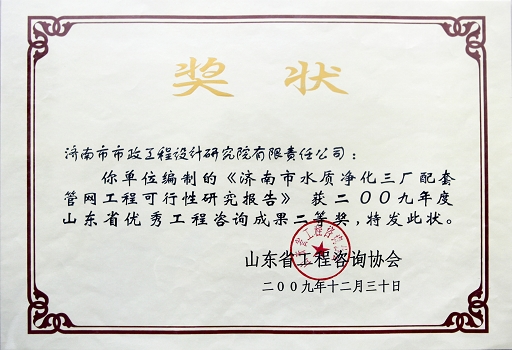 奖状
济南市市政工程设计研究院有限责任公司：
你单位编制的《济南市水质净化三厂配套
管网工程可行性研究报告》获二００九年度
山东省优秀工程咨询成果二等奖，特发此状。
山东省工程咨询协会
二００九年十二月三十日